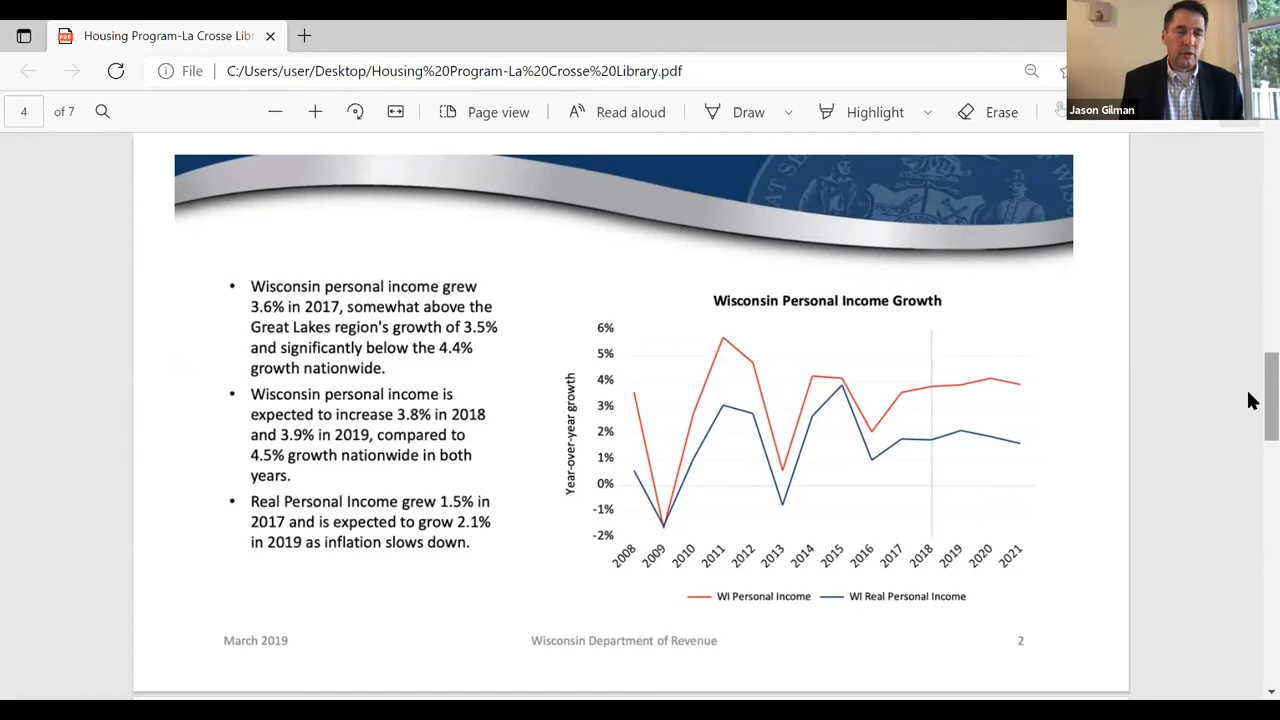 Housing Program-La Crosse Libr
File
C:/Users/user/Desktop/Housing%20Program-La%20Crosse%20Library.pdf
Jason Gilman
4
of 7
Page view
Read aloud
Draw
Highlight
Erase
• Wisconsin personal income grew
3.6% in 2017, somewhat above the
Great Lakes region's growth of 3.5%
and significantly below the 4.4%
growth nationwide.
• Wisconsin personal income is
expected to increase 3.8% in 2018
and 3.9% in 2019, compared to
4.5% growth nationwide in both
years.
• Real Personal Income grew 1.5% in
2017 and is expected to grow 2.1%
in 2019 as inflation slows down.
Wisconsin Personal Income Growth
Year-over-year growth
6%
5%
4%
3%
2%
1%
0%
-1%
-2%
2008 2009 2010 2011 2012 2013 2014 2015 2016 2017 2018 2019 2020 2021
WI Personal Income WI Real Personal Income
March 2019 Wisconsin Department of Revenue 2